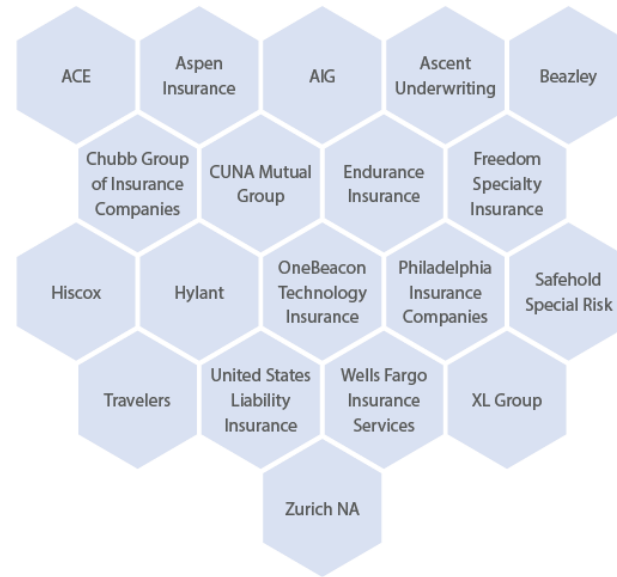 ACE
Aspen
Insurance
AIG
Ascent
Underwriting
Beazley
Chubb Group
of Insurance
Companies
CUNA Mutual
Group
Endurance
Insurance
Freedom
Specialty
Insurance
Hiscox
Hylant
OneBeacon
Technology
Insurance
Philadelphia
Insurance
Companies
Safehold
Special Risk
Travelers
United States
Liability
Insurance
Wells Fargo
Insurance
Services
XL Group
Zurich NA